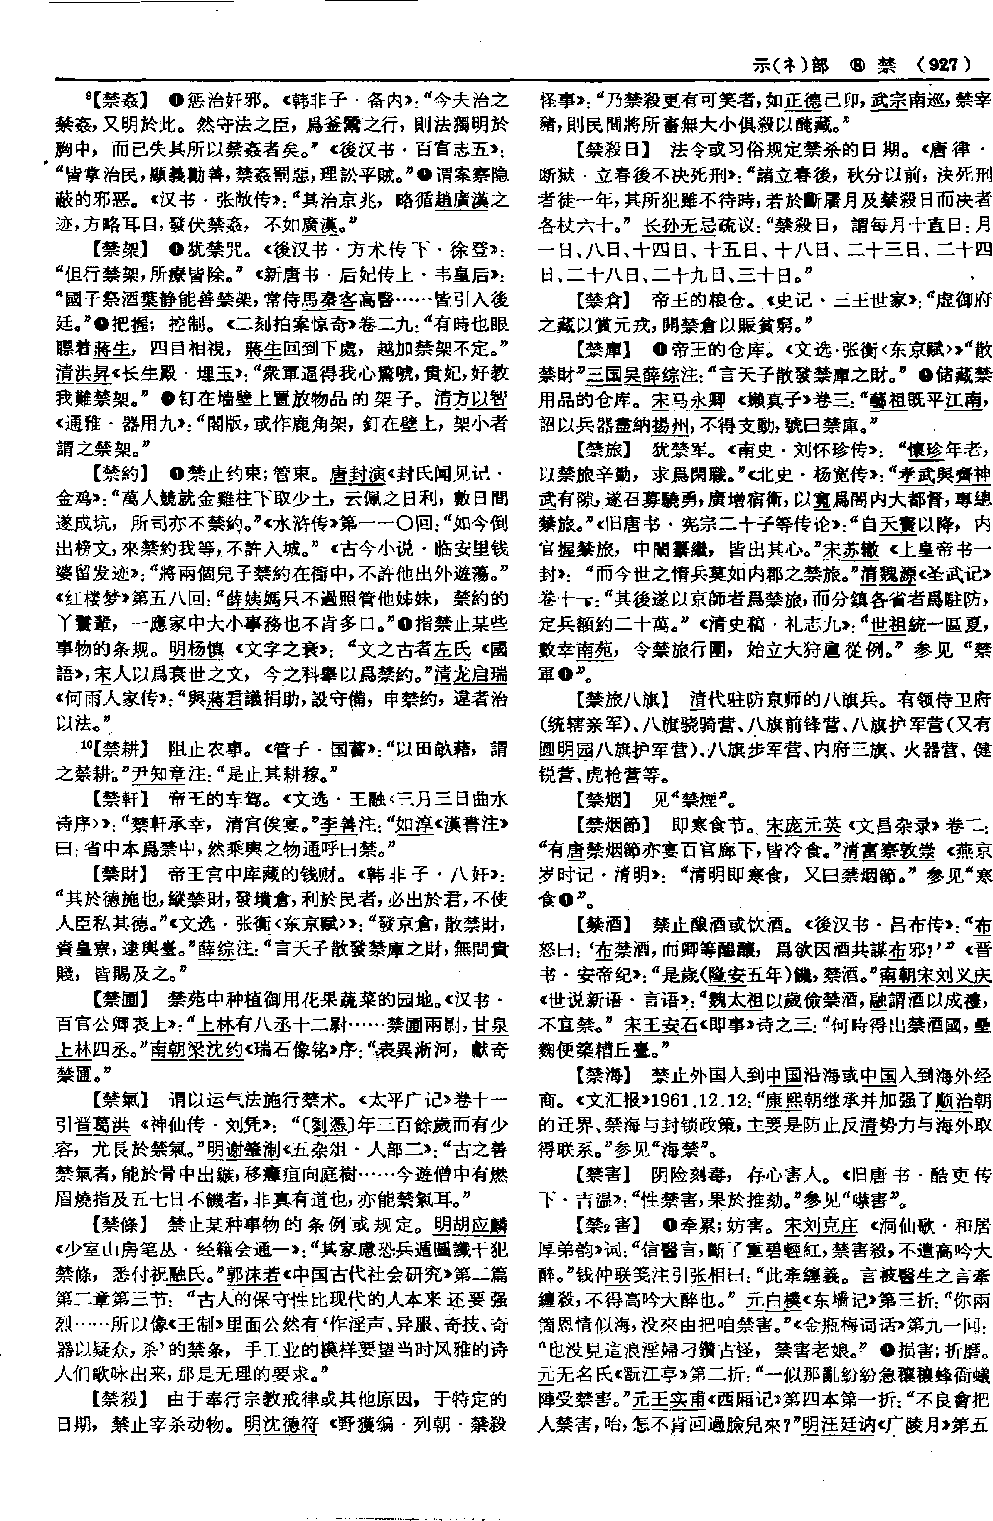 示(礻)部 ⑧ 禁 (927)
⁹【禁姦】 ❶惩治奸邪。《韩非子·备内》:“今夫治之
禁姦,又明於此。然守法之臣,爲釜鬵之行,則法獨明於
胸中,而已失其所以禁姦者矣。”《後汉书·百官志五》:
“皆掌治民,顯善勸義,禁姦罰惡,理訟平賊。”❷谓案察隐
蔽的邪恶。《汉书·张敞传》:“其治京兆,略循趙廣漢之
迹,方略耳目,發伏禁姦,不如廣漢。”
【禁架】 ❶犹禁咒。《後汉书·方术传下·徐登》:
“但行禁架,所療皆除。”《新唐书·后妃传上·韦皇后》:
“國子祭酒葉静能善禁架,常侍馬秦客高醫……皆引入後
廷。”❷把握;控制。《二刻拍案惊奇》卷二九:“有時也眼
瞟着蔣生,四目相視,蔣生回到下處,越加禁架不定。”
清洪昇《长生殿·埋玉》:“衆軍逼得我心驚唬,貴妃,好教
我難禁架。”❸钉在墙壁上置放物品的架子。清方以智
《通雅·器用九》:“閣版,或作鹿角架,釘在壁上,架小者
謂之禁架。”
【禁約】 ❶禁止约束;管束。唐封演《封氏闻见记·
金鸡》:“萬人競就金雞柱下取少土,云佩之日利,數日間
遂成坑,所司亦不禁約。”《水浒传》第一一〇回:“如今倒
出榜文,來禁約我等,不許入城。”《古今小说·临安里钱
婆留发迹》:“將兩個兒子禁約在衙中,不許他出外遊蕩。”
《红楼梦》第五八回:“薛姨媽只不過照管他姊妹,禁約的
丫鬟輩,一應家中大小事務也不肯多口。”❷指禁止某些
事物的条规。明杨慎《文字之衰》:“文之古者左氏《國
語》,宋人以爲衰世之文,今之科舉以爲禁約。”清龙启瑞
《何雨人家传》:“與蔣君議捐助,設守備,申禁約,違者治
以法。”
¹⁰【禁耕】 阻止农事。《管子·国蓄》:“以田畝藉,謂
之禁耕。”尹知章注:“是止其耕稼。”
【禁軒】 帝王的车驾。《文选·王融〈三月三日曲水
诗序〉》:“禁軒承幸,清宫俟宴。”李善注:“如淳《漢書注》
曰:省中本爲禁中,然乘輿之物通呼曰禁。”
【禁財】 帝王宫中库藏的钱财。《韩非子·八奸》:
“其於德施也,縱禁財,發墳倉,利於民者,必出於君,不使
人臣私其德。”《文选·张衡〈东京赋〉》:“發京倉,散禁財,
賚皇寮,逮輿臺。”薛综注:“言天子散發禁庫之財,無問貴
賤,皆賜及之。”
【禁圃】 禁苑中种植御用花果蔬菜的园地。《汉书·
百官公卿表上》:“上林有八丞十二尉……禁圃兩尉,甘泉
上林四丞。”南朝梁沈约《瑞石像铭》序:“表異淅河,獻奇
禁圃。”
【禁氣】 谓以运气法施行禁术。《太平广记》卷十一
引晋葛洪《神仙传·刘凭》:“〔劉憑〕年三百餘歲而有少
容,尤長於禁氣。”明谢肇淛《五杂俎·人部二》:“古之善
禁氣者,能於骨中出鏃,移癰疽向庭樹……今遊僧中有燃
眉燒指及五七日不饑者,非真有道也,亦能禁氣耳。”
【禁條】 禁止某种事物的条例或规定。明胡应麟
《少室山房笔丛·经籍会通一》:“其家慮恐兵遁圖讖干犯
禁條,悉付祝融氏。”郭沫若《中国古代社会研究》第二篇
第二章第三节:“古人的保守性比现代的人本来还要强
烈……所以像《王制》里面公然有‘作淫声、异服、奇技、奇
器以疑众,杀’的禁条,手工业的模样要望当时风雅的诗
人们歌咏出来,那是无理的要求。”
【禁殺】 由于奉行宗教戒律或其他原因,于特定的
日期,禁止宰杀动物。明沈德符《野獲编·列朝·禁殺
怪事》:“乃禁殺更有可笑者,如正德己卯,武宗南巡,禁宰
豬,則民間將所畜無大小俱殺以醃藏。”
【禁殺日】 法令或习俗规定禁杀的日期。《唐律·
断狱·立春後不决死刑》:“諸立春後,秋分以前,决死刑
者徒一年,其所犯雖不待時,若於斷屠月及禁殺日而决者
各杖六十。”长孙无忌疏议:“禁殺日,謂每月十直日:月
一日、八日、十四日、十五日、十八日、二十三日、二十四
日、二十八日、二十九日、三十日。”
【禁倉】 帝王的粮仓。《史记·三王世家》:“虚御府
之藏以賞元戎,開禁倉以賑貧窮。”
【禁庫】 ❶帝王的仓库。《文选·张衡〈东京赋〉》“散
禁財”三国吴薛综注:“言天子散發禁庫之財。”❷储藏禁
用品的仓库。宋马永卿《嬾真子》卷三:“藝祖既平江南,
詔以兵器盡納揚州,不得支動,號曰禁庫。”
【禁旅】 犹禁军。《南史·刘怀珍传》:“懷珍年老,
以禁旅辛勤,求爲閑職。”《北史·杨宽传》:“孝武與齊神
武有隙,遂召募驍勇,廣增宿衛,以寬爲閤内大都督,專總
禁旅。”《旧唐书·宪宗二十子等传论》:“自天寶以降,内
官握禁旅,中闈纂繼,皆出其心。”宋苏辙《上皇帝书一
封》:“而今世之惰兵莫如内郡之禁旅。”清魏源《圣武记》
卷十一:“其後遂以京師者爲禁旅,而分鎮各省者爲駐防,
定兵額約二十萬。”《清史稿·礼志九》:“世祖統一區夏,
數幸南苑,令禁旅行圍,始立大狩扈從例。”参见“禁
軍❶”。
【禁旅八旗】 清代驻防京师的八旗兵。有领侍卫府
(统辖亲军)、八旗骁骑营、八旗前锋营、八旗护军营(又有
圆明园八旗护军营)、八旗步军营、内府三旗、火器营、健
锐营、虎枪营等。
【禁烟】 见“禁煙”。
【禁烟節】 即寒食节。宋庞元英《文昌杂录》卷二:
“有唐禁烟節亦宴百官廊下,皆冷食。”清富察敦崇《燕京
岁时记·清明》:“清明即寒食,又曰禁烟節。”参见“寒
食❶”。
【禁酒】 禁止酿酒或饮酒。《後汉书·吕布传》:“布
怒曰:‘布禁酒,而卿等醖釀,爲欲因酒共謀布邪?’”《晋
书·安帝纪》:“是歲(隆安五年)饑,禁酒。”南朝宋刘义庆
《世说新语·言语》:“魏太祖以歲儉禁酒,融謂酒以成禮,
不宜禁。”宋王安石《即事》诗之三:“何時得出禁酒國,壘
麴便築糟丘臺。”
【禁海】 禁止外国人到中国沿海或中国人到海外经
商。《文汇报》1961.12.12:“康熙朝继承并加强了顺治朝
的迁界、禁海与封锁政策,主要是防止反清势力与海外取
得联系。”参见“海禁”。
【禁害】 阴险刻毒,存心害人。《旧唐书·酷吏传
下·吉温》:“性禁害,果於推劾。”参见“噤害”。
【禁₂害】 ❶牵累;妨害。宋刘克庄《洞仙歌·和居
厚弟韵》词:“信醫言,斷了重碧輕紅,禁害殺,不遣高吟大
醉。”钱仲联笺注引张相曰:“此牽纏義。言被醫生之言牽
纏殺,不得高吟大醉也。”元白樸《东墙记》第三折:“你兩
箇恩情似海,没來由把咱禁害。”《金瓶梅词话》第九一回:
“也没見這浪淫婦刁鑽古怪,禁害老娘。”❷损害;折磨。
元无名氏《翫江亭》第二折:“一似那亂紛紛急穰穰蜂衙蟻
陣受禁害。”元王实甫《西厢记》第四本第一折:“不良會把
人禁害,咍,怎不肯回過臉兒來?”明汪廷讷《广陵月》第五